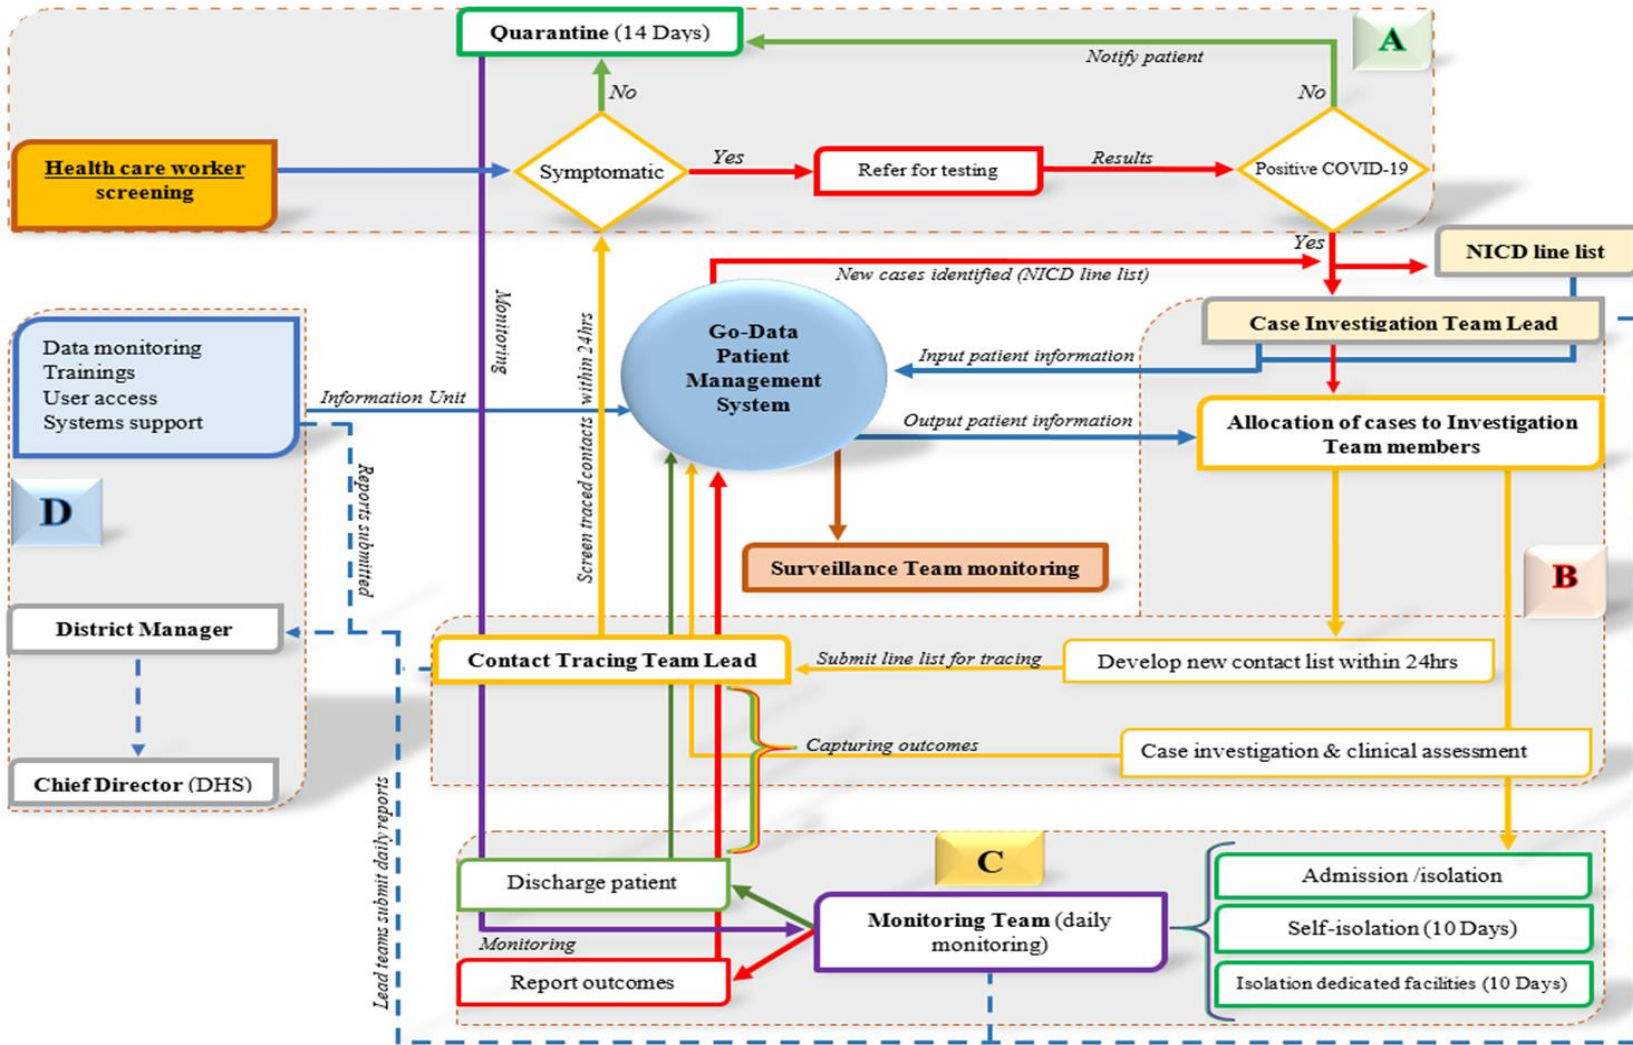 Quarantine (14 Days)
A
Notify patient
No
No
Health care worker
screening
Symptomatic
Yes
Refer for testing
Results
Positive COVID-19
Yes
NICD line list
New cases identified (NICD line list)
Monitoring
Screen traced contacts within 24hrs
Case Investigation Team Lead
Go-Data
Patient
Management
System
Input patient information
Data monitoring
Trainings
User access
Systems support
Information Unit
Output patient information
Allocation of cases to Investigation
Team members
D
Reports submitted
Surveillance Team monitoring
B
District Manager
Contact Tracing Team Lead
Submit line list for tracing
Develop new contact list within 24hrs
Capturing outcomes
Case investigation & clinical assessment
Chief Director (DHS)
Lead teams submit daily reports
C
Discharge patient
Admission /isolation
Monitoring Team (daily
monitoring)
Self-isolation (10 Days)
Monitoring
Report outcomes
Isolation dedicated facilities (10 Days)